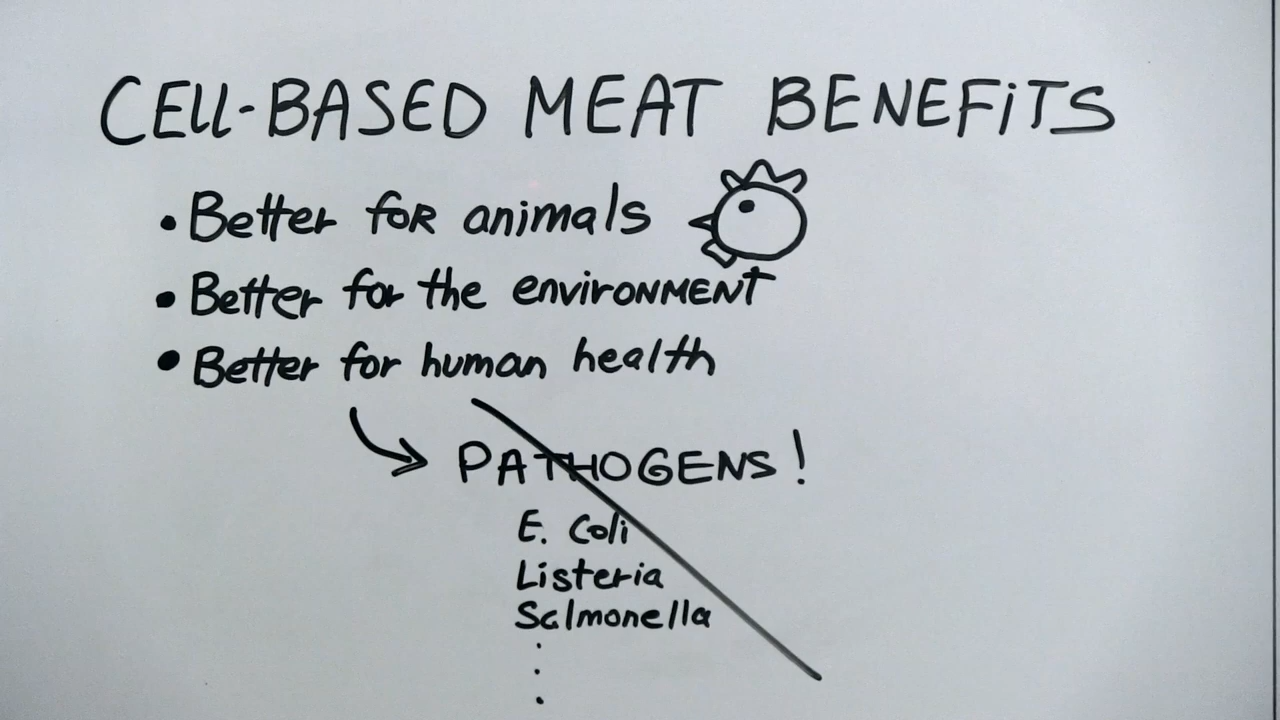 CELL-BASED MEAT BENEFiTS
• Better foR animals
• Better for the enviRONMENT
• Better for human health
PATHOGENS!
E. Coli
Listeria
Salmonella
.
.
.